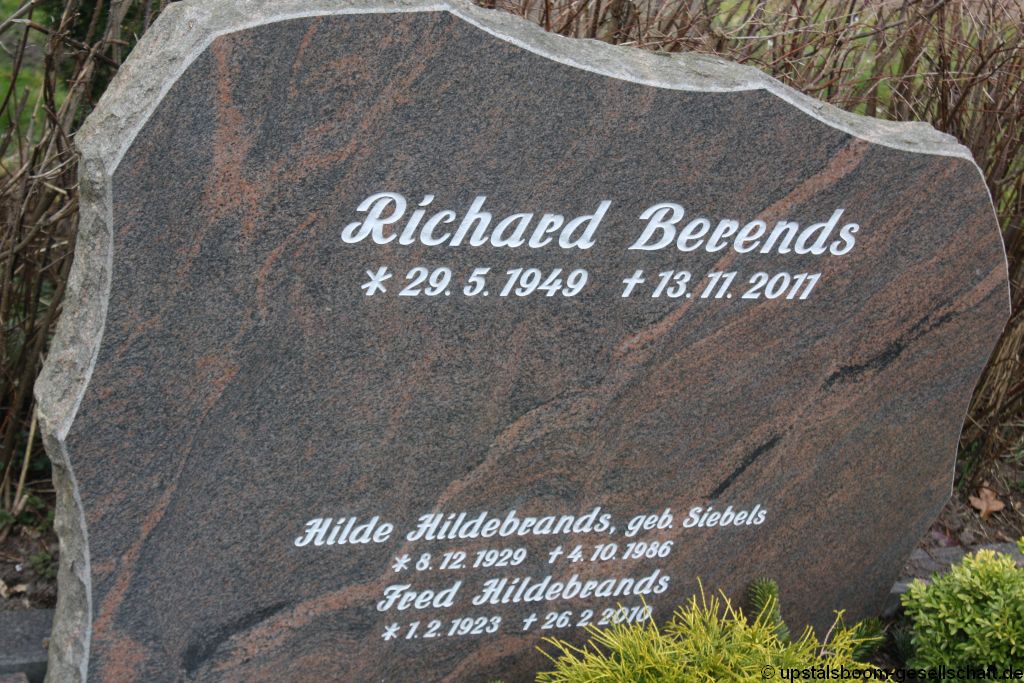 Richard Berends
* 29. 5. 1949 † 13. 11. 2011
Hilde Hildebrands, geb. Siebels
* 8. 12. 1929 † 4. 10. 1986
Fred Hildebrands
* 1. 2. 1923 † 26. 2. 2010
© upstalsboom-gesellschaft.de